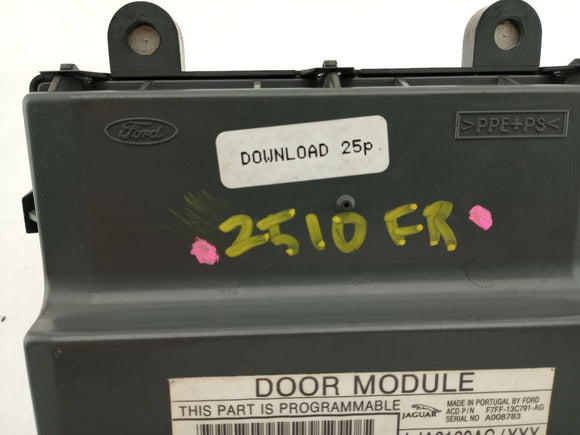 Ford
>PPE+PS<
DOWNLOAD 25p
2510 FR
DOOR MODULE
THIS PART IS PROGRAMMED
JAGUAR
MADE IN PORTUGAL BY FORD
ACD P/N F7FF-13C791-AG
SERIAL NO A008783